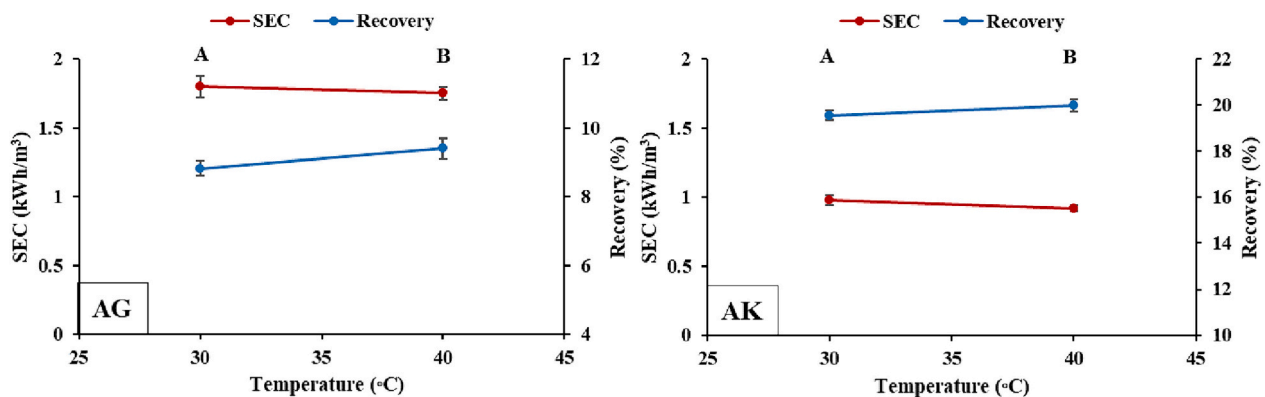 SEC Recovery
A B
2 12
1.5 10
1 8
0.5 6
0 4
SEC (kWh/m³)
Recovery (%)
AG
25 30 35 40 45
Temperature (◦C)
SEC Recovery
A B
2 22
20
1.5 18
1 16
14
0.5 12
0 10
SEC (kWh/m³)
Recovery (%)
AK
25 30 35 40 45
Temperature (◦C)